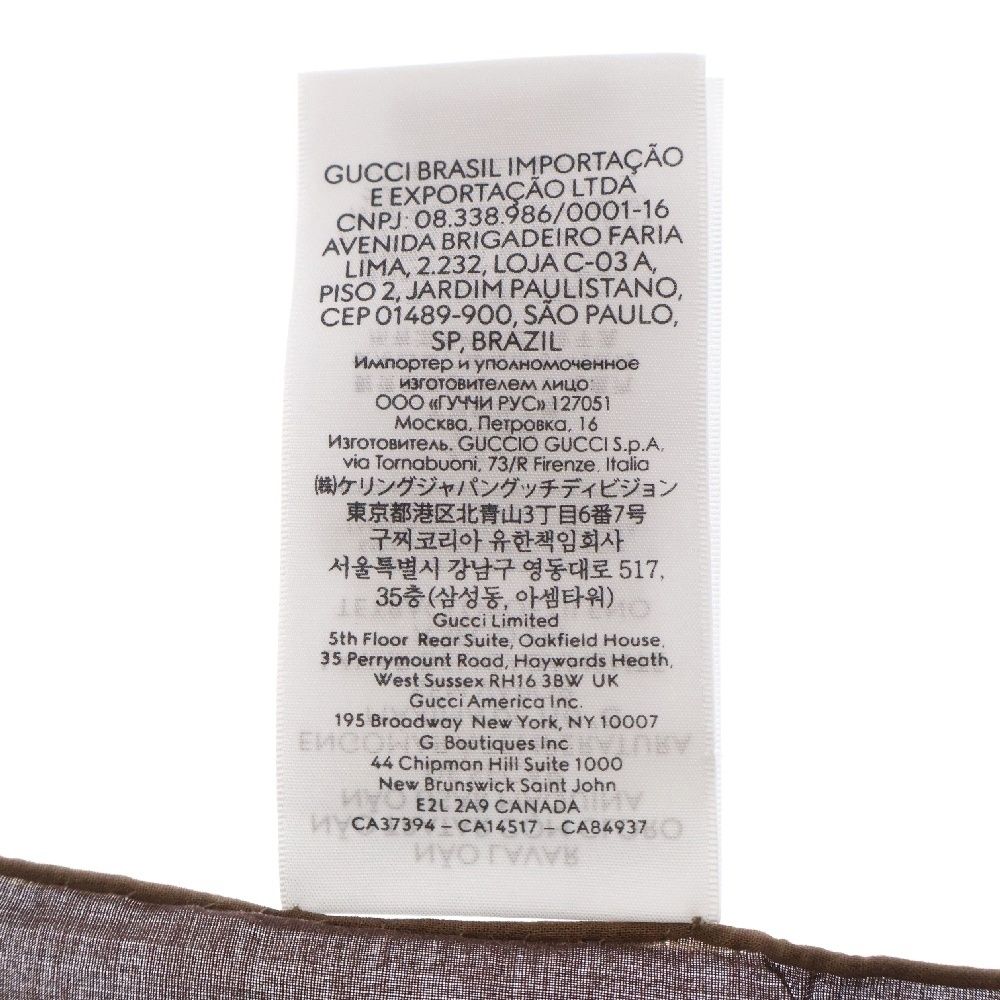 GUCCI BRASIL IMPORTAÇÃO
E EXPORTAÇÃO LTDA
CNPJ: 08.338.986/0001-16
AVENIDA BRIGADEIRO FARIA
LIMA, 2.232, LOJA C-03 A,
PISO 2, JARDIM PAULISTANO,
CEP 01489-900, SÃO PAULO,
SP, BRAZIL
Импортер и уполномоченное
изготовителем лицо
ООО «ГУЧЧИ РУС» 127051
Москва, Петровка, 16
Изготовитель. GUCCIO GUCCI S.p.A.
via Tornabuoni, 73/R Firenze, Italia
㈱ケリングジャパングッチディビジョン
東京都港区北青山3丁目6番7号
구찌코리아 유한책임회사
서울특별시 강남구 영동대로 517,
35층 (삼성동, 아셈타워)
Gucci Limited
5th Floor Rear Suite, Oakfield House,
35 Perrymount Road, Haywards Heath,
West Sussex RH16 3BW UK
Gucci America Inc.
195 Broadway New York, NY 10007
G. Boutiques Inc.
44 Chipman Hill Suite 1000
New Brunswick Saint John
E2L 2A9 CANADA
CA37394 – CA14517 – CA84937
NÃO LAVAR